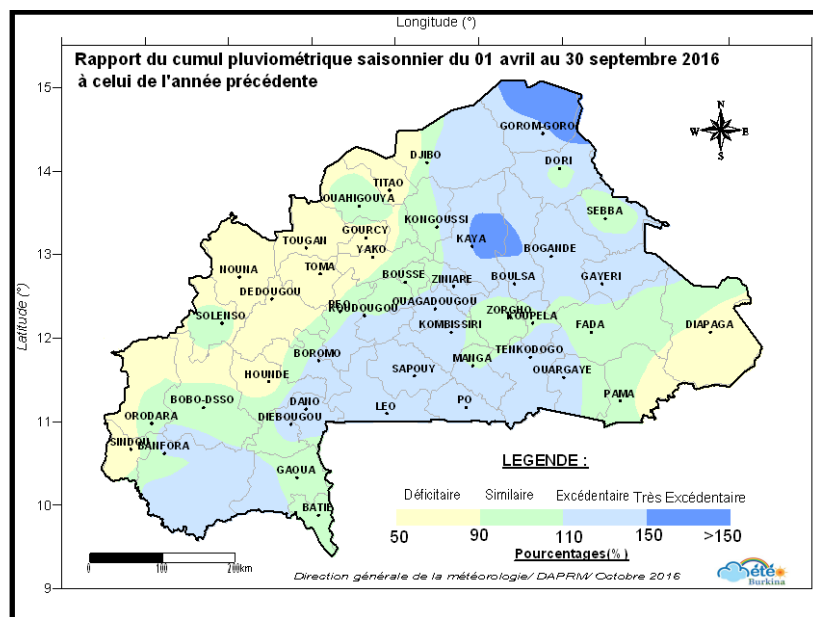 Longitude (°)
Rapport du cumul pluviométrique saisonnier du 01 avril au 30 septembre 2016
à celui de l'année précédente
15
14
13
12
11
10
9
Latitude (°)
N
W
E
S
GOROM-GORO
DJIBO
DORI
TITAO
OUAHIGOUYA
SEBBA
KONGOUSSI
GOURCY
TOUGAN
KAYA
YAKO
BOGANDE
NOUNA
TOMA
BOUSSE
ZINIARE
BOULSA
GAYERI
DEDOUGOU
OUAGADOUGOU
KOUDOUGOU
SOLENSO
ZORGHO
KOUPELA
KOMBISSIRI
FADA
DIAPAGA
BOROMO
MANGA
TENKODOGO
HOUNDE
SAPOUY
OUARGAYE
BOBO-DSSO
DANO
PAMA
ORODARA
DIEBOUGOU
LEO
PO
SINDOU
BANFORA
GAOUA
BATIE
LEGENDE :
Déficitaire
Similaire
Excédentaire
Très Excédentaire
50
90
110
150
>150
Pourcentages(%)
0
100
200km
Direction générale de la météorologie/ DAPRM/ Octobre 2016
Burkina